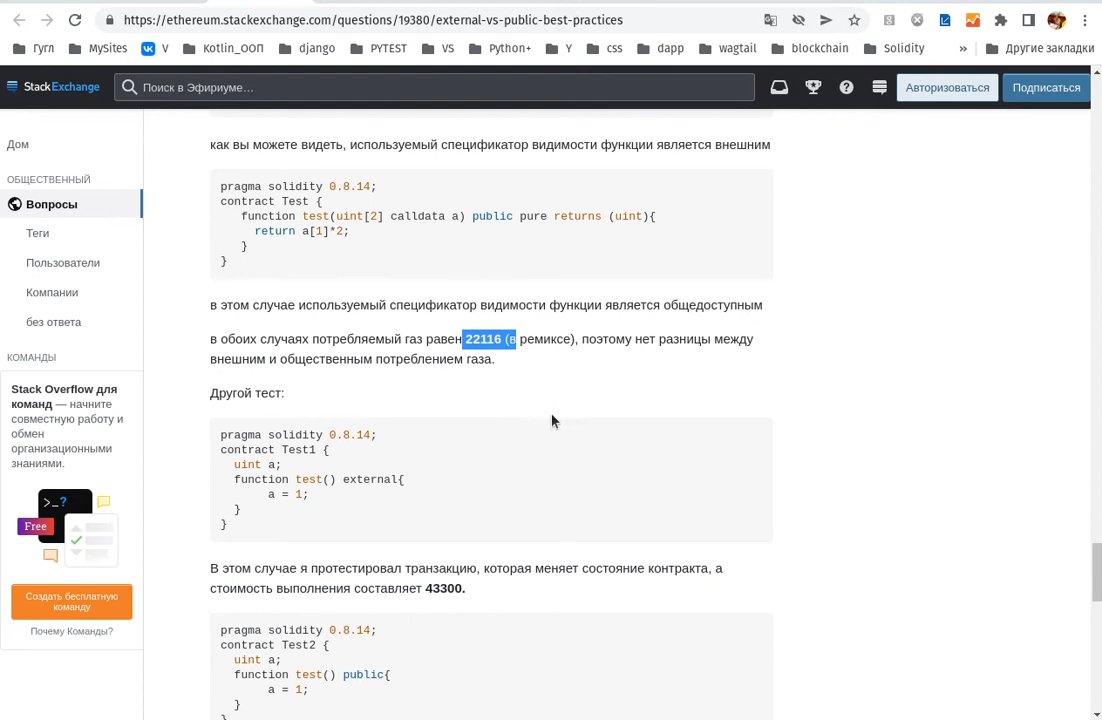 https://ethereum.stackexchange.com/questions/19380/external-vs-public-best-practices
Гугл MySites V Kotlin_ООП django PYTEST VS Python+ Y css dapp wagtail blockchain Solidity » Другие закладки
StackExchange Поиск в Эфириуме… Авторизоваться Подписаться
Дом
ОБЩЕСТВЕННЫЙ
Вопросы
Теги
Пользователи
Компании
без ответа
КОМАНДЫ
Stack Overflow для
команд — начните
совместную работу и
обмен
организационными
знаниями.
>_?
Free
Создать бесплатную
команду
Почему Команды?
как вы можете видеть, используемый спецификатор видимости функции является внешним
pragma solidity 0.8.14;
contract Test {
function test(uint[2] calldata a) public pure returns (uint){
return a[1]*2;
}
}
в этом случае используемый спецификатор видимости функции является общедоступным
в обоих случаях потребляемый газ равен 22116 (в ремиксе), поэтому нет разницы между
внешним и общественным потреблением газа.
Другой тест:
pragma solidity 0.8.14;
contract Test1 {
uint a;
function test() external{
a = 1;
}
}
В этом случае я протестировал транзакцию, которая меняет состояние контракта, а
стоимость выполнения составляет 43300.
pragma solidity 0.8.14;
contract Test2 {
uint a;
function test() public{
a = 1;
}
}